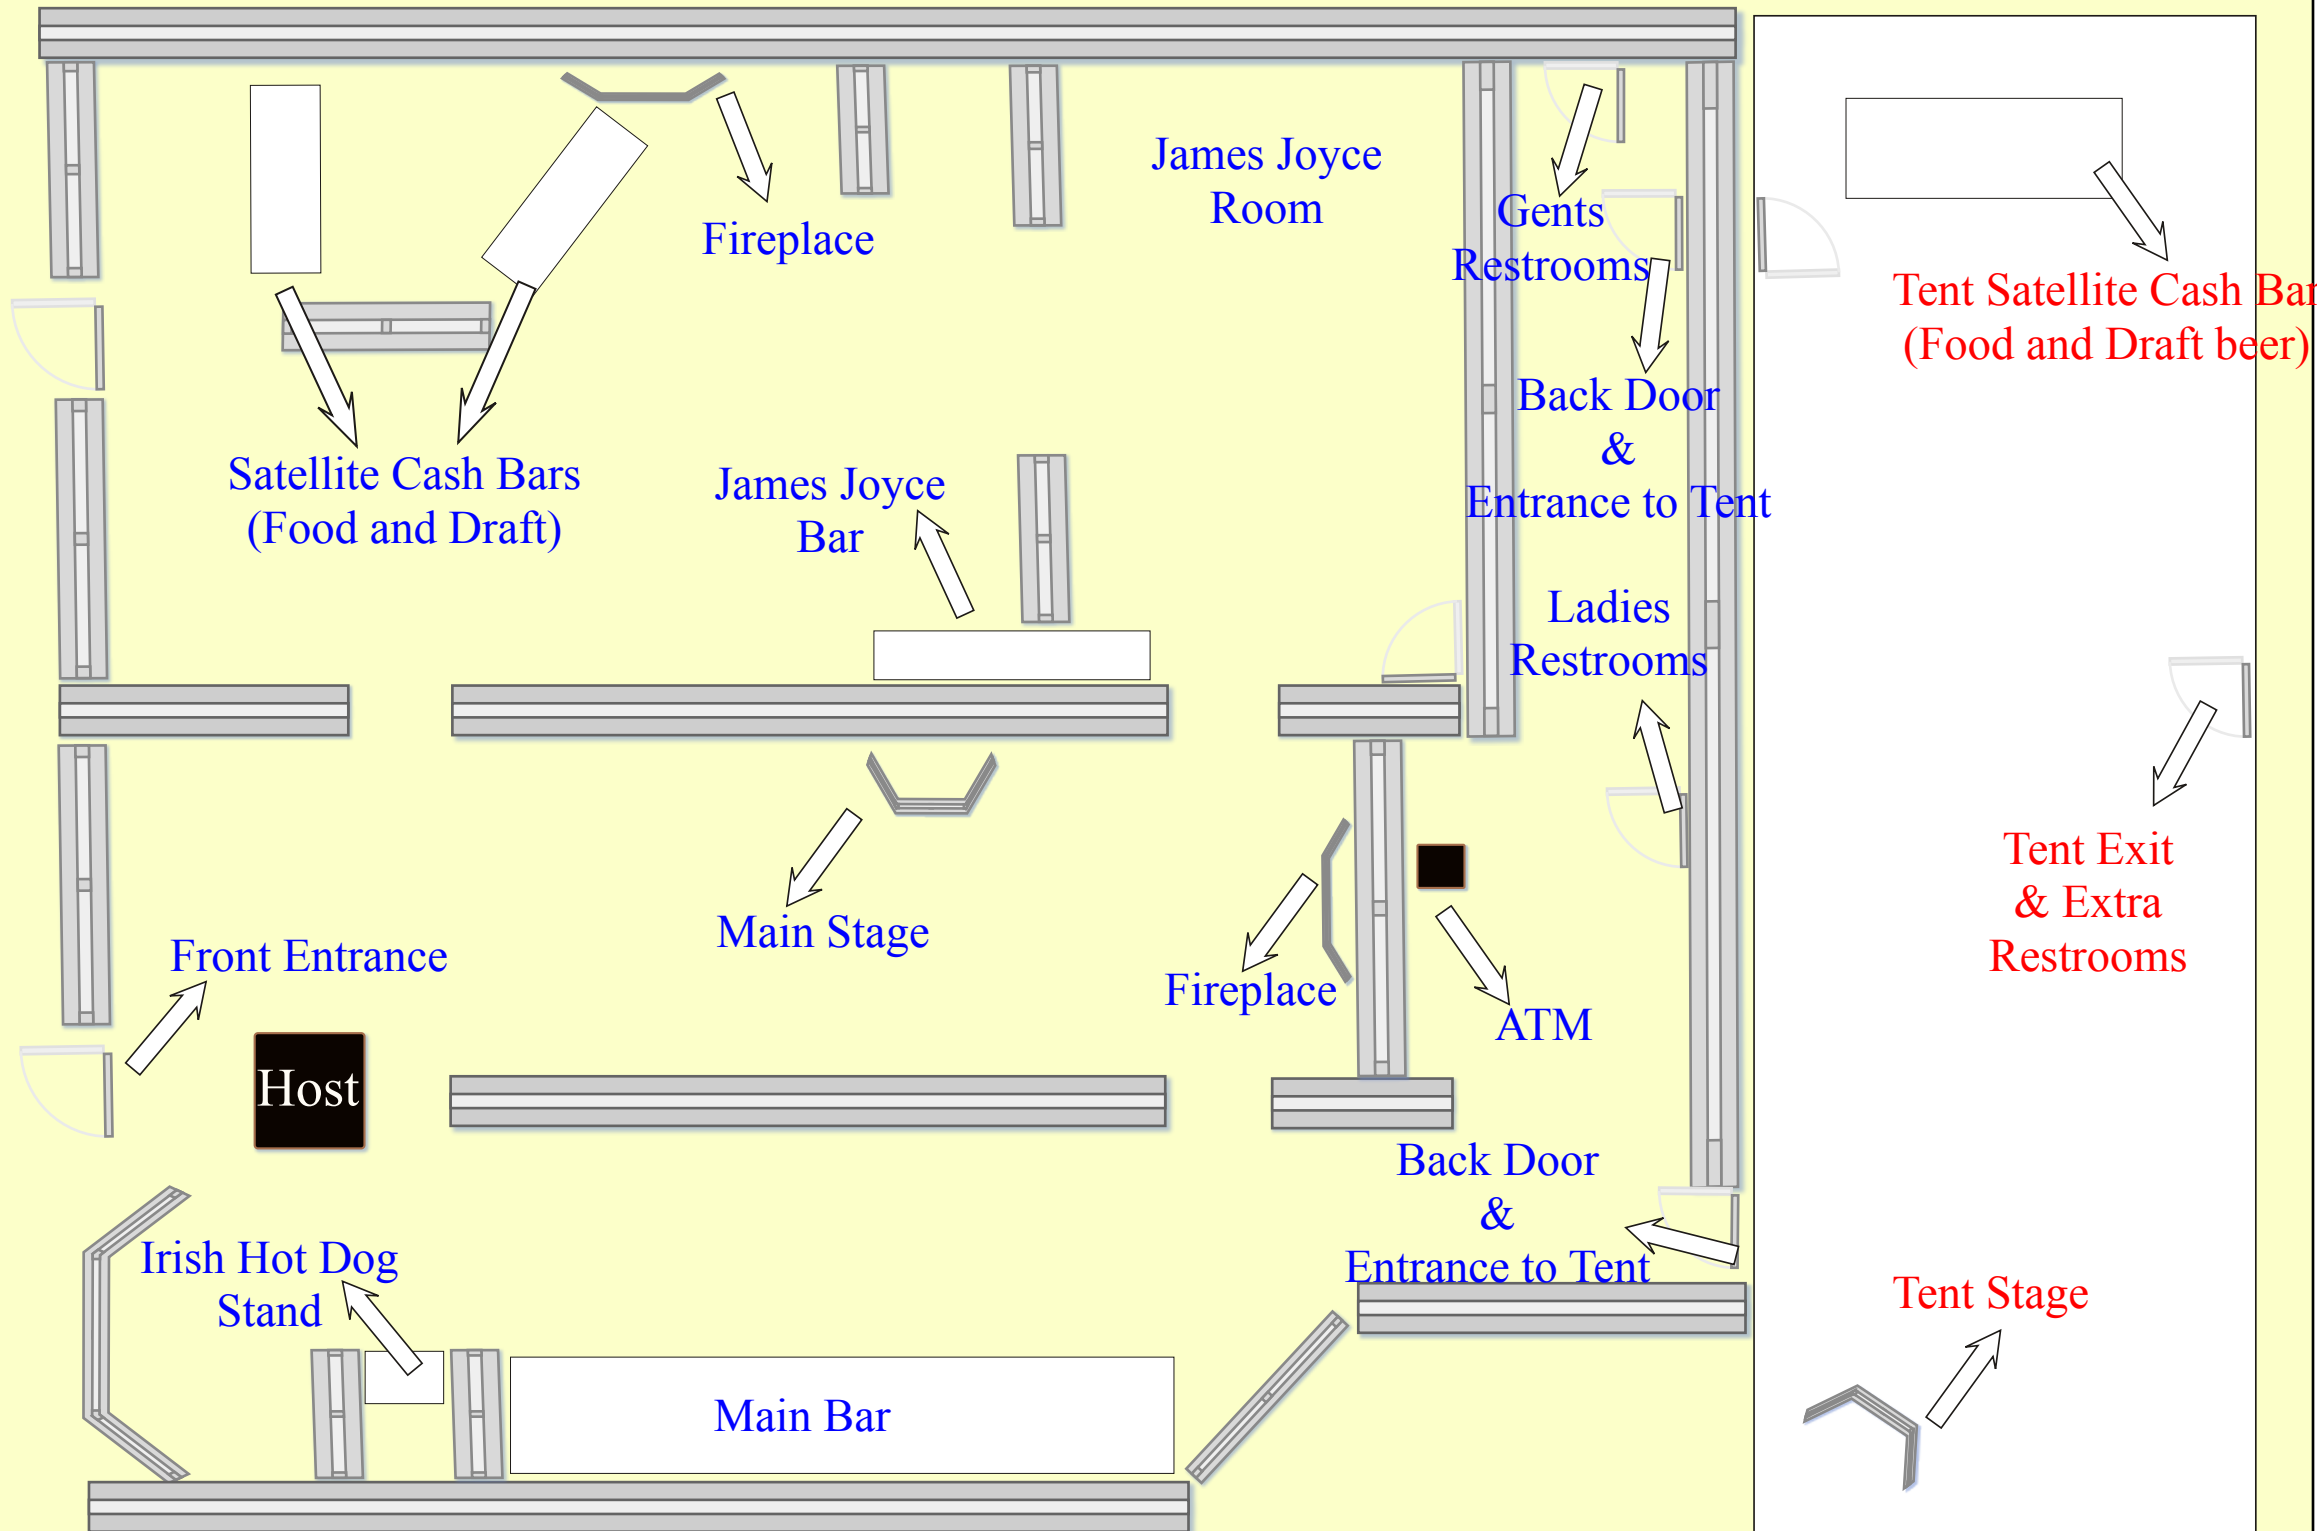 James Joyce
Room
Fireplace
Gents
Restrooms
Tent Satellite Cash Bar
(Food and Draft beer)
Back Door
&
Entrance to Tent
Satellite Cash Bars
(Food and Draft)
James Joyce
Bar
Ladies
Restrooms
Main Stage
Tent Exit
& Extra
Restrooms
Front Entrance
Fireplace
ATM
Host
Back Door
&
Entrance to Tent
Irish Hot Dog
Stand
Tent Stage
Main Bar